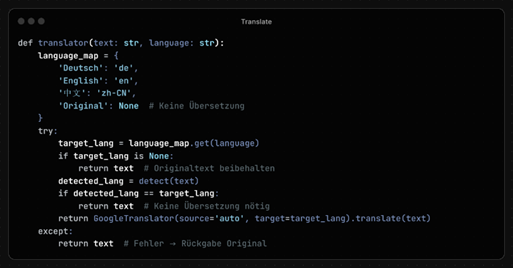 Translate
def translator(text: str, language: str):
    language_map = {
        'Deutsch': 'de',
        'English': 'en',
        '中文': 'zh-CN',
        'Original': None  # Keine Übersetzung
    }
    try:
        target_lang = language_map.get(language)
        if target_lang is None:
            return text  # Originaltext beibehalten
        detected_lang = detect(text)
        if detected_lang == target_lang:
            return text  # Keine Übersetzung nötig
        return GoogleTranslator(source='auto', target=target_lang).translate(text)
    except:
        return text  # Fehler → Rückgabe Original